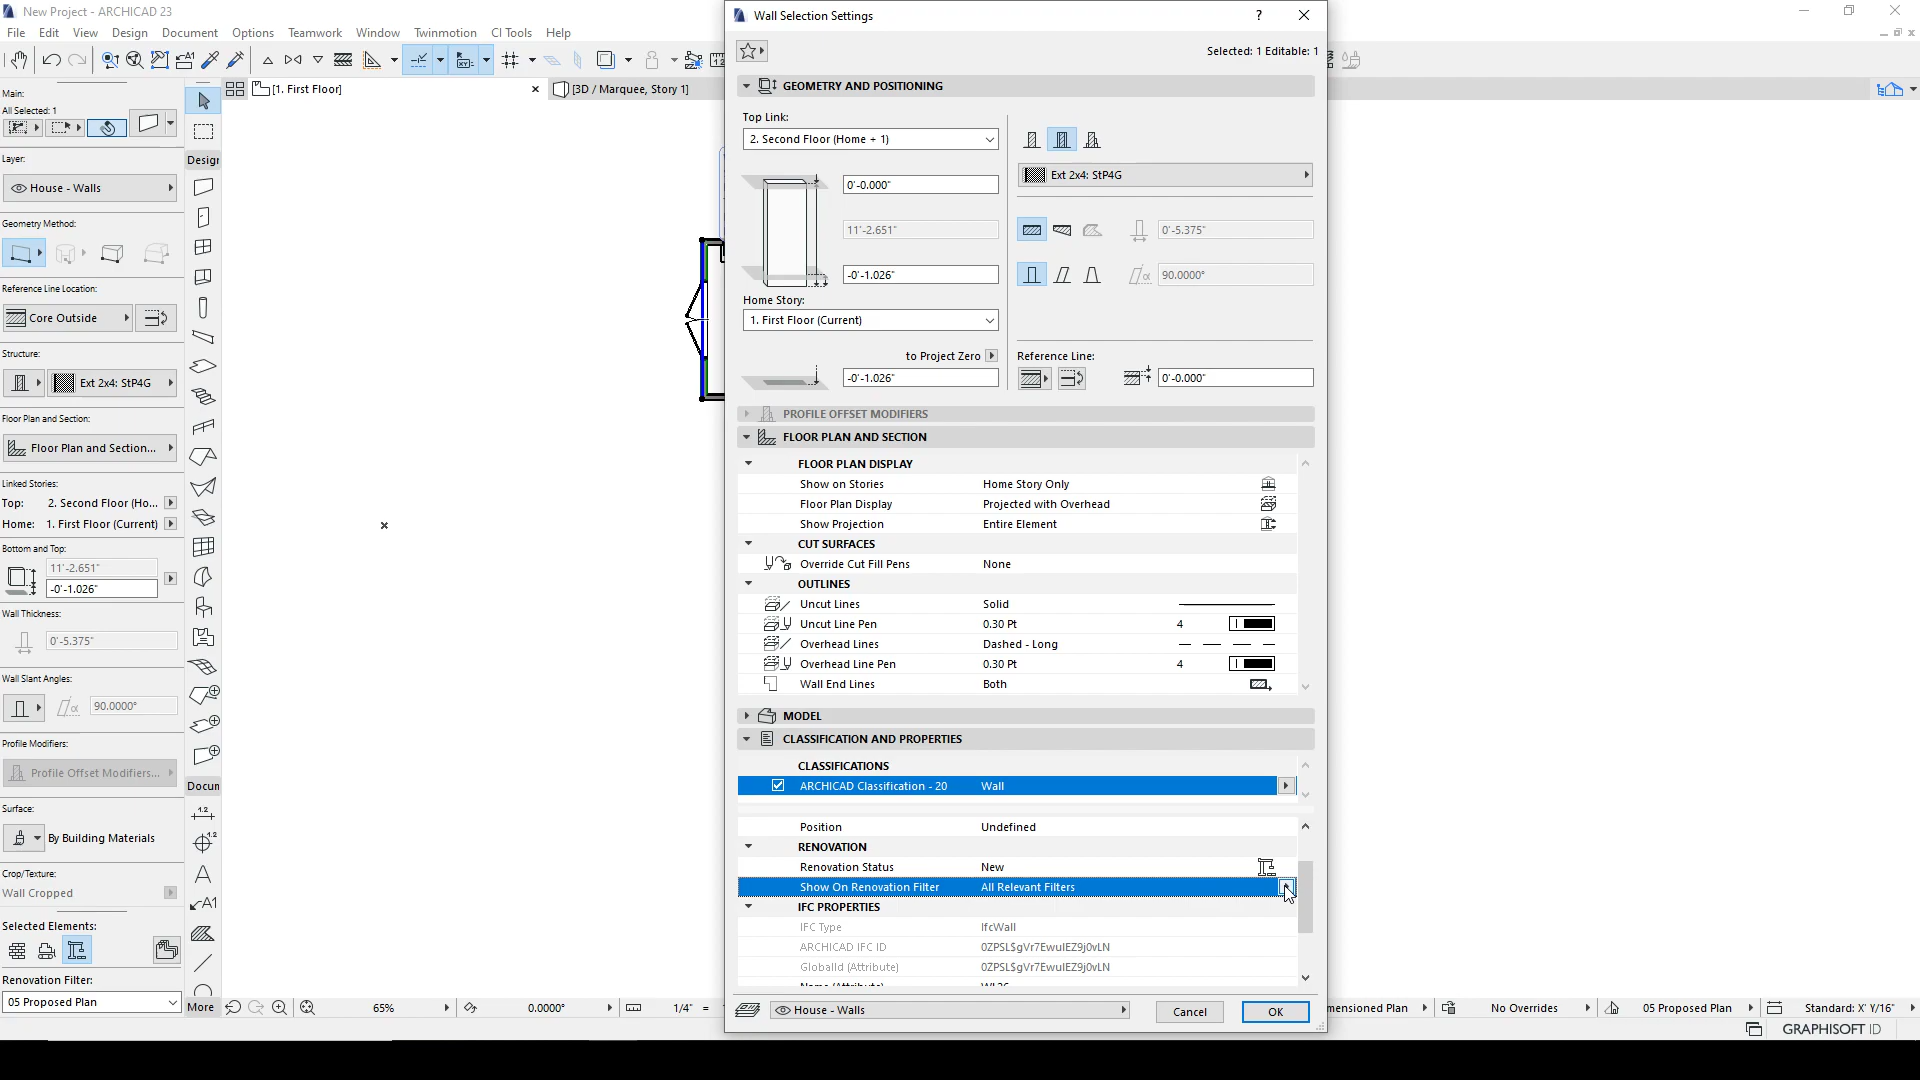 New Project - ARCHICAD 23
File Edit View Design Document Options Teamwork Window Twinmotion CI Tools Help
[1. First Floor]
[3D / Marquee, Story 1]
Main:
All Selected: 1
Layer:
House - Walls
Geometry Method:
Reference Line Location:
Core Outside
Structure:
Ext 2x4: StP4G
Floor Plan and Section:
Floor Plan and Section...
Linked Stories:
Top: 2. Second Floor (Ho...
Home: 1. First Floor (Current)
Bottom and Top:
11'-2.651"
-0'-1.026"
Wall Thickness:
0'-5.375"
Wall Slant Angles:
90.0000°
Profile Modifiers:
Profile Offset Modifiers...
Surface:
By Building Materials
Crop/Texture:
Wall Cropped
Selected Elements:
Renovation Filter:
05 Proposed Plan
Desigr
Docun
1.2
1.2
A
A1
More
Wall Selection Settings
?
Selected: 1 Editable: 1
GEOMETRY AND POSITIONING
Top Link:
2. Second Floor (Home + 1)
0'-0.000"
11'-2.651"
-0'-1.026"
Home Story:
1. First Floor (Current)
to Project Zero
-0'-1.026"
Ext 2x4: StP4G
0'-5.375"
90.0000°
Reference Line:
0'-0.000"
PROFILE OFFSET MODIFIERS
FLOOR PLAN AND SECTION
FLOOR PLAN DISPLAY
Show on Stories Home Story Only
Floor Plan Display Projected with Overhead
Show Projection Entire Element
CUT SURFACES
Override Cut Fill Pens None
OUTLINES
Uncut Lines Solid
Uncut Line Pen 0.30 Pt 4
Overhead Lines Dashed - Long
Overhead Line Pen 0.30 Pt 4
Wall End Lines Both
MODEL
CLASSIFICATION AND PROPERTIES
CLASSIFICATIONS
ARCHICAD Classification - 20 Wall
Position Undefined
RENOVATION
Renovation Status New
Show On Renovation Filter All Relevant Filters
IFC PROPERTIES
IFC Type IfcWall
ARCHICAD IFC ID 0ZPSL$gVr7EwuIEZ9j0vLN
GlobalId (Attribute) 0ZPSL$gVr7EwuIEZ9j0vLN
House - Walls
Cancel
OK
65% 0.0000° 1/4" =
mensioned Plan No Overrides 05 Proposed Plan Standard: X' Y/16"
GRAPHISOFT ID